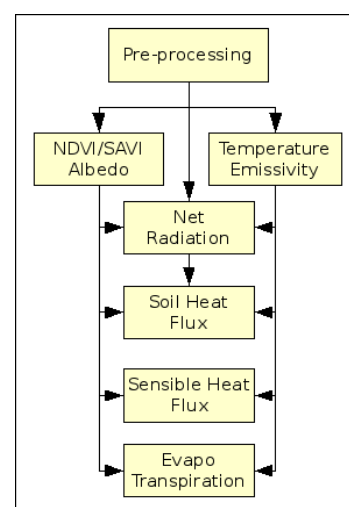 Pre-processing
NDVI/SAVI
Albedo
Temperature
Emissivity
Net
Radiation
Soil Heat
Flux
Sensible Heat
Flux
Evapo
Transpiration